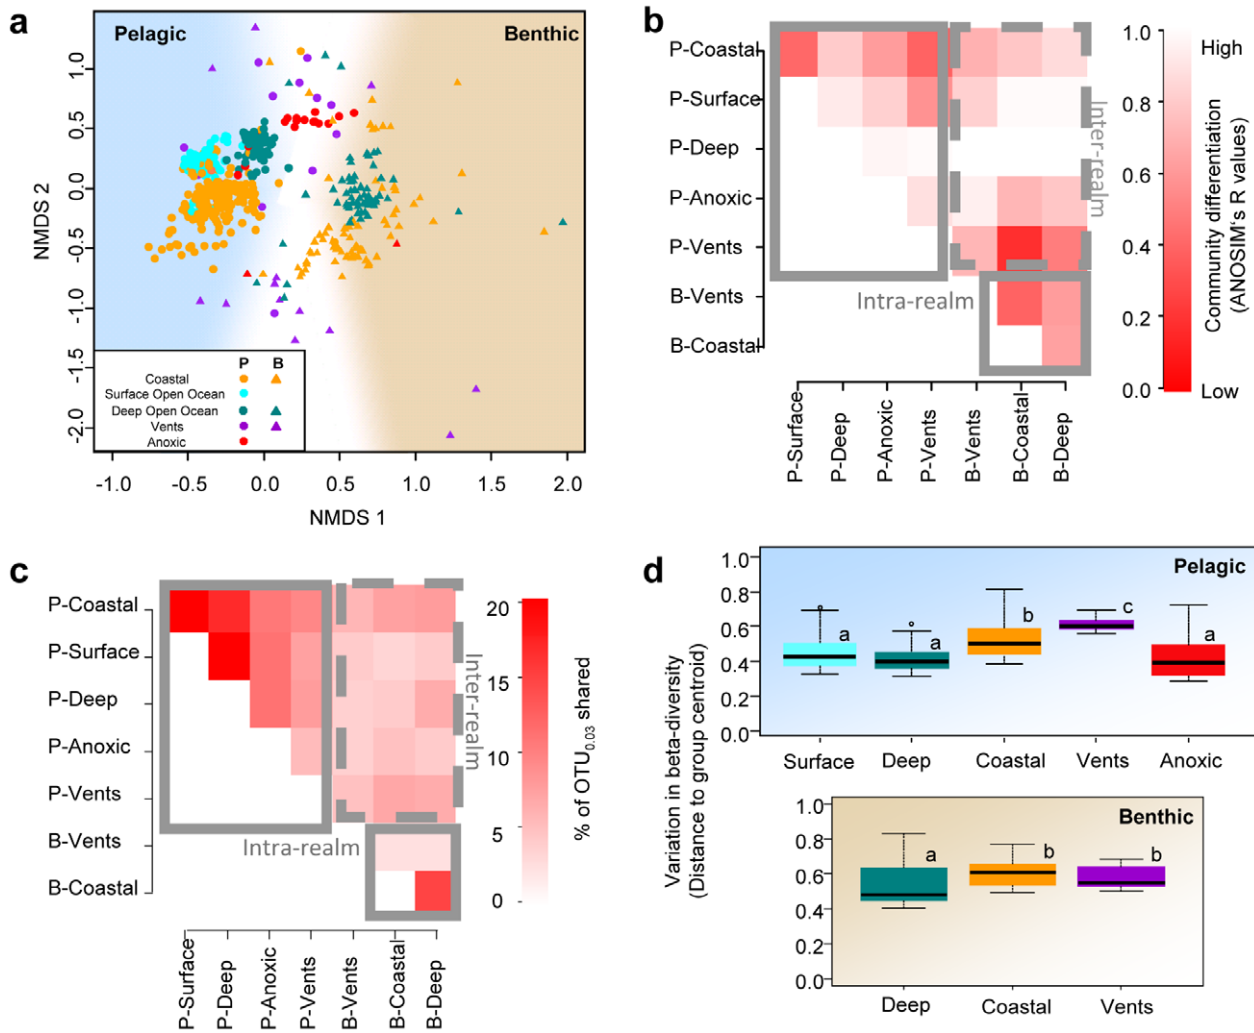 a
Pelagic
Benthic
1.0
0.5
0.0
-0.5
-1.0
-1.5
-2.0
NMDS 2
P B
Coastal
Surface Open Ocean
Deep Open Ocean
Vents
Anoxic
-1.0 -0.5 0.0 0.5 1.0 1.5 2.0
NMDS 1
b
P-Coastal
P-Surface
P-Deep
P-Anoxic
P-Vents
B-Vents
B-Coastal
Inter-realm
Intra-realm
P-Surface
P-Deep
P-Anoxic
P-Vents
B-Vents
B-Coastal
B-Deep
1.0
0.8
0.6
0.4
0.2
0.0
High
Low
Community differentiation
(ANOSIM‘s R values)
c
P-Coastal
P-Surface
P-Deep
P-Anoxic
P-Vents
B-Vents
B-Coastal
Inter-realm
Intra-realm
P-Surface
P-Deep
P-Anoxic
P-Vents
B-Vents
B-Coastal
B-Deep
20
15
10
5
0
% of OTU0.03 shared
d
Variation in beta-diversity
(Distance to group centroid)
Pelagic
1.0
0.8
0.6
0.4
0.2
0.0
a
a
b
c
a
Surface Deep Coastal Vents Anoxic
Benthic
1.0
0.8
0.6
0.4
0.2
0.0
a
b
b
Deep Coastal Vents